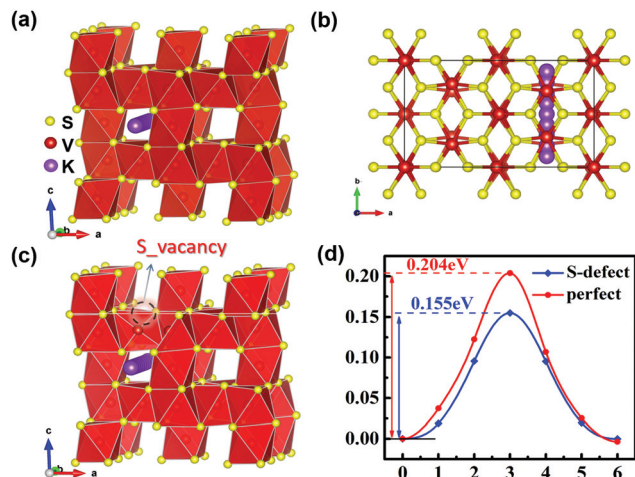 (a)
S
V
K
c
b
a
(b)
b
c
a
(c)
S_vacancy
c
b
a
(d)
0.204eV
0.155eV
S-defect
perfect
0.20
0.15
0.10
0.05
0.00
0 1 2 3 4 5 6